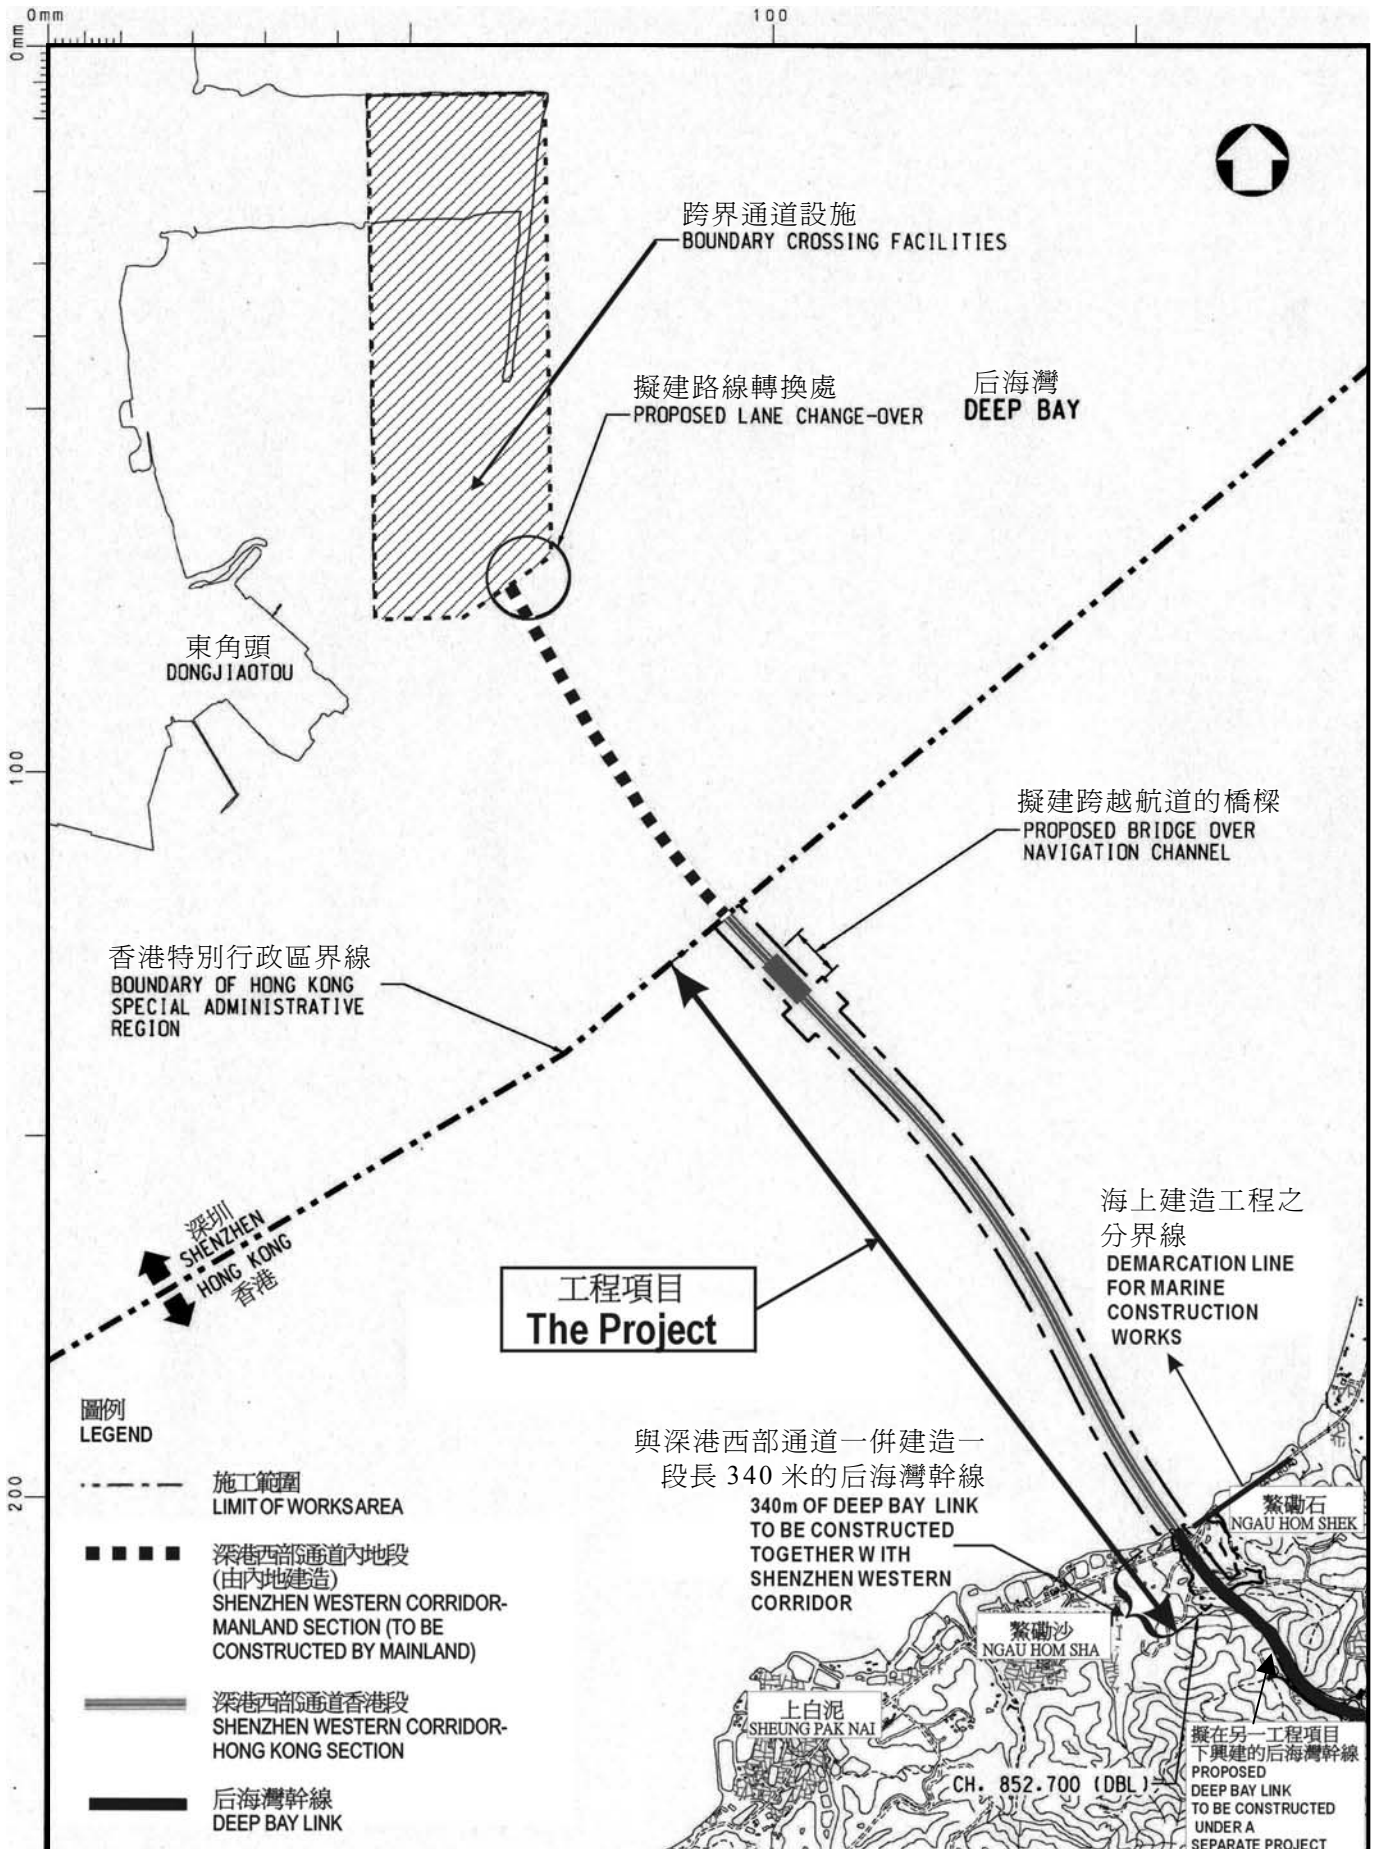 0mm
100
0mm
跨界通道設施
BOUNDARY CROSSING FACILITIES
擬建路線轉換處
PROPOSED LANE CHANGE-OVER
后海灣
DEEP BAY
東角頭
DONGJIAOTOU
100
擬建跨越航道的橋樑
PROPOSED BRIDGE OVER
NAVIGATION CHANNEL
香港特別行政區界線
BOUNDARY OF HONG KONG
SPECIAL ADMINISTRATIVE
REGION
深圳
SHENZHEN
HONG KONG
香港
海上建造工程之
分界線
DEMARCATION LINE
FOR MARINE
CONSTRUCTION
WORKS
工程項目
The Project
與深港西部通道一倂建造一
段長 340 米的后海灣幹線
340m OF DEEP BAY LINK
TO BE CONSTRUCTED
TOGETHER W ITH
SHENZHEN WESTERN
CORRIDOR
鰲磡石
NGAU HOM SHEK
鰲磡沙
NGAU HOM SHA
上白泥
SHEUNG PAK NAI
CH. 852.700 (DBL)
擬在另一工程項目
下興建的后海灣幹線
PROPOSED
DEEP BAY LINK
TO BE CONSTRUCTED
UNDER A
SEPARATE PROJECT
圖例
LEGEND
施工範圍
LIMIT OF WORKS AREA
200
深港西部通道內地段
(由內地建造)
SHENZHEN WESTERN CORRIDOR-
MANLAND SECTION (TO BE
CONSTRUCTED BY MAINLAND)
深港西部通道香港段
SHENZHEN WESTERN CORRIDOR-
HONG KONG SECTION
后海灣幹線
DEEP BAY LINK